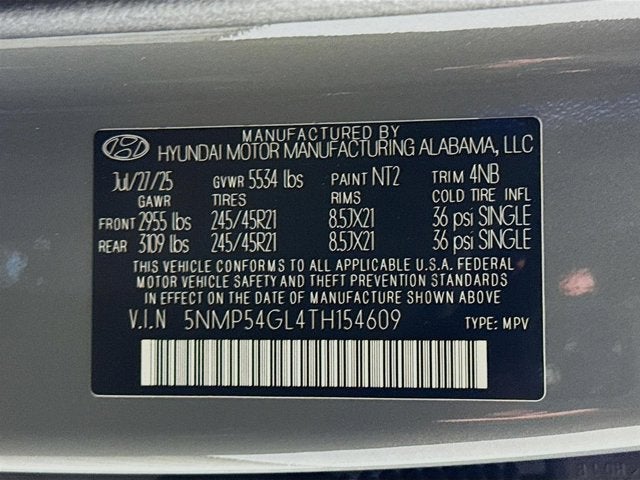 MANUFACTURED BY
HYUNDAI MOTOR MANUFACTURING ALABAMA, LLC
Jul/27/25 GVWR 5534 lbs PAINT NT2 TRIM 4NB
GAWR TIRES RIMS COLD TIRE INFL
FRONT 2955 lbs 245/45R21 8.5JX21 36 psi SINGLE
REAR 3109 lbs 245/45R21 8.5JX21 36 psi SINGLE
THIS VEHICLE CONFORMS TO ALL APPLICABLE U.S.A. FEDERAL
MOTOR VEHICLE SAFETY AND THEFT PREVENTION STANDARDS
IN EFFECT ON THE DATE OF MANUFACTURE SHOWN ABOVE.
V.I.N 5NMP54GL4TH154609 TYPE: MPV